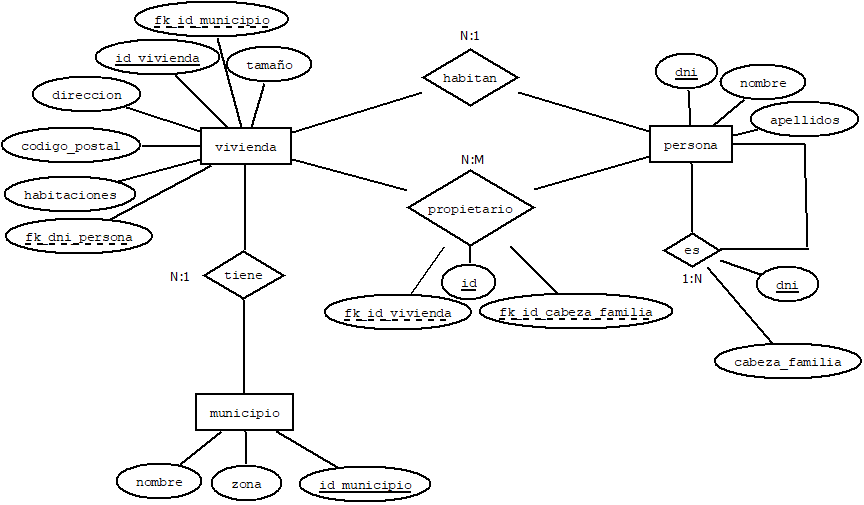 fk_id_municipio
N:1
id_vivienda
tamaño
habitan
dni
nombre
direccion
apellidos
codigo_postal
vivienda
persona
N:M
habitaciones
propietario
fk_dni_persona
es
N:1
tiene
id
1:N
dni
fk_id_vivienda
fk_id_cabeza_familia
cabeza_familia
municipio
nombre
zona
id_municipio